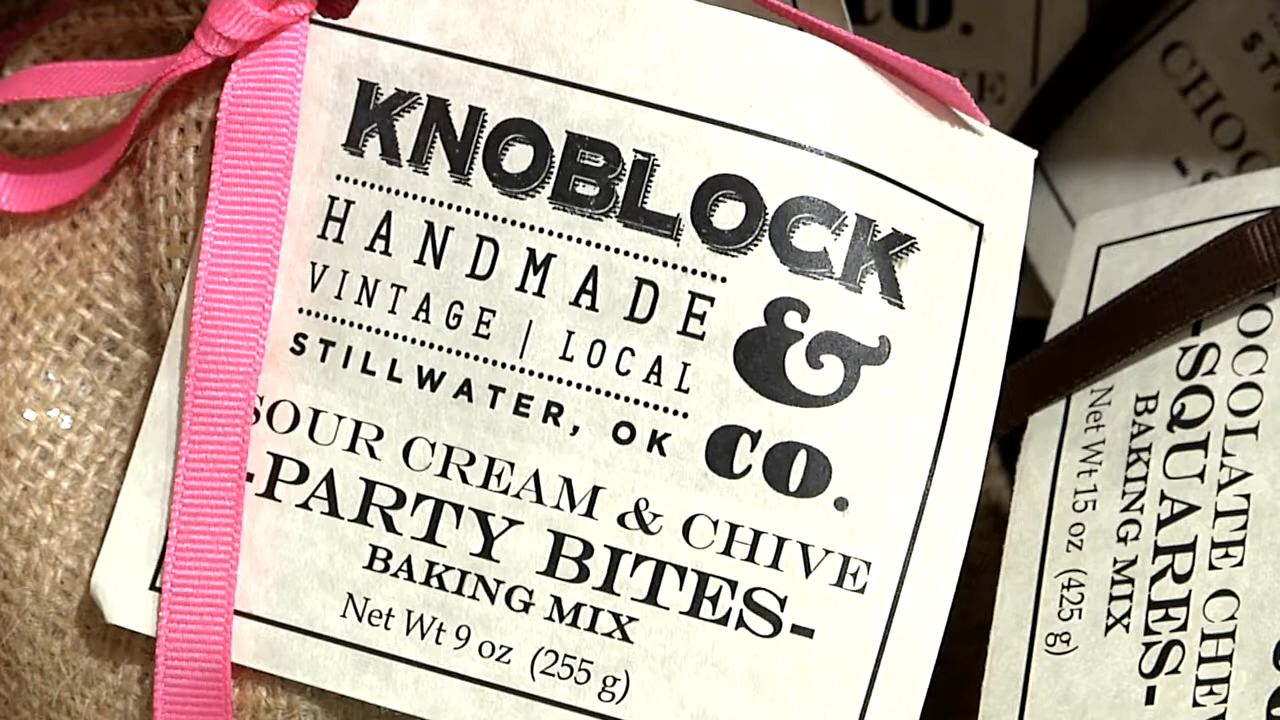 KNOBLOCK
HANDMADE
VINTAGE | LOCAL
&
STILLWATER, OK
CO.
SOUR CREAM & CHIVE
-PARTY BITES-
BAKING MIX
Net Wt 9 oz (255 g)
-SQUARES-
BAKING MIX
Net Wt 15 oz (425 g)